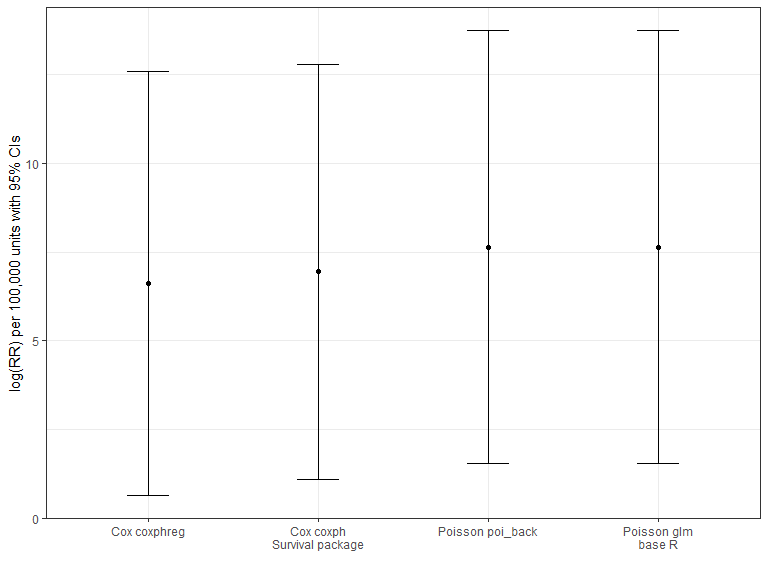 log(RR) per 100,000 units with 95% CIs
10
5
0
Cox coxphreg
Cox coxph
Survival package
Poisson poi_back
Poisson glm
base R